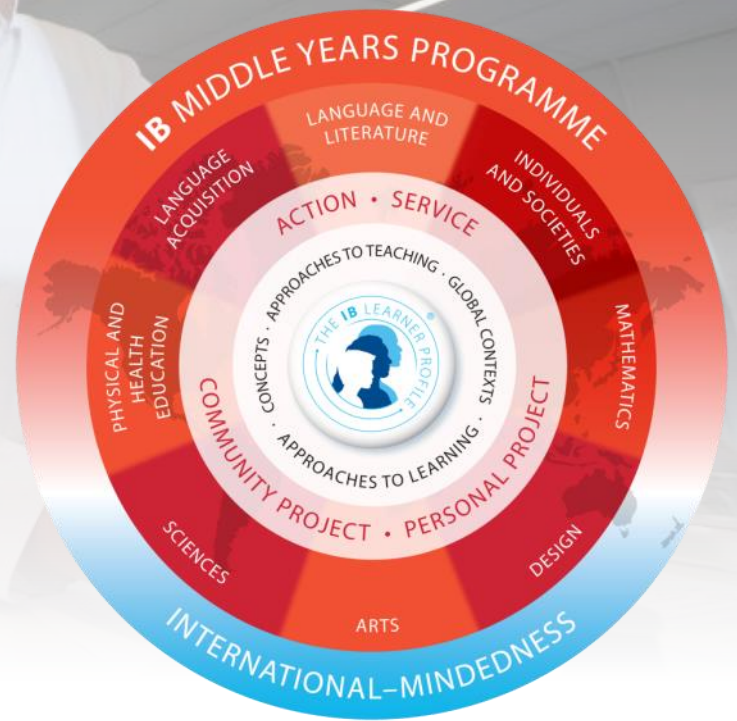 IB MIDDLE YEARS PROGRAMME
LANGUAGE AND
LITERATURE
INDIVIDUALS
AND SOCIETIES
MATHEMATICS
DESIGN
ARTS
SCIENCES
PHYSICAL AND
HEALTH
EDUCATION
LANGUAGE
ACQUISITION
ACTION • SERVICE
PERSONAL PROJECT
•
COMMUNITY PROJECT
APPROACHES TO TEACHING · GLOBAL CONTEXTS ·
APPROACHES TO LEARNING
· CONCEPTS ·
THE IB LEARNER PROFILE
®
INTERNATIONAL–MINDEDNESS